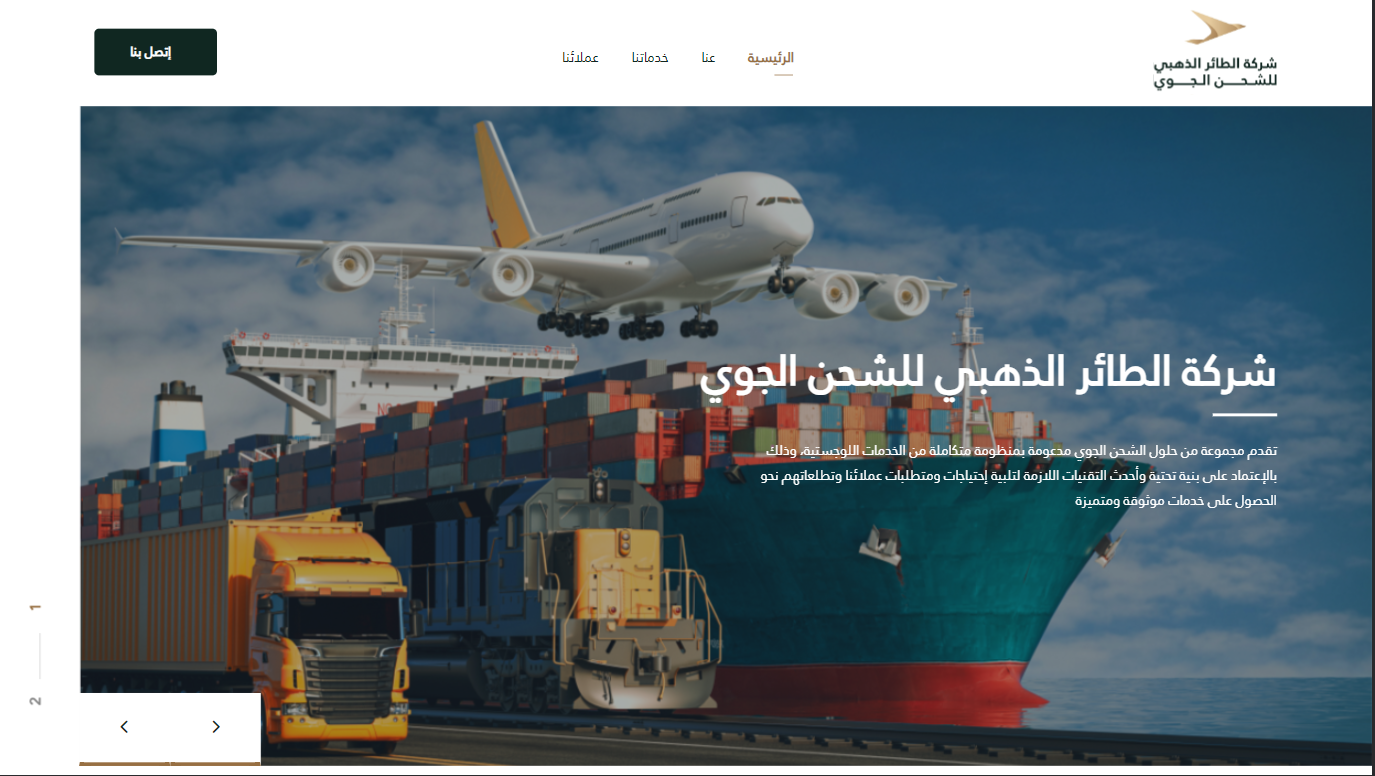 شركة الطائر الذهبي
للشحـــن الـجـــوي
الرئيسية
عنا
خدماتنا
عملائنا
إتصل بنا
شركة الطائر الذهبي للشحن الجوي
تقدم مجموعة من حلول الشحن الجوي مدعومة بمنظومة متكاملة من الخدمات اللوجستية، وذلك
بالإعتماد على بنية تحتية وأحدث التقنيات اللازمة لتلبية إحتياجات ومتطلبات عملائنا وتطلعاتهم نحو
الحصول على خدمات موثوقة ومتميزة
1
2